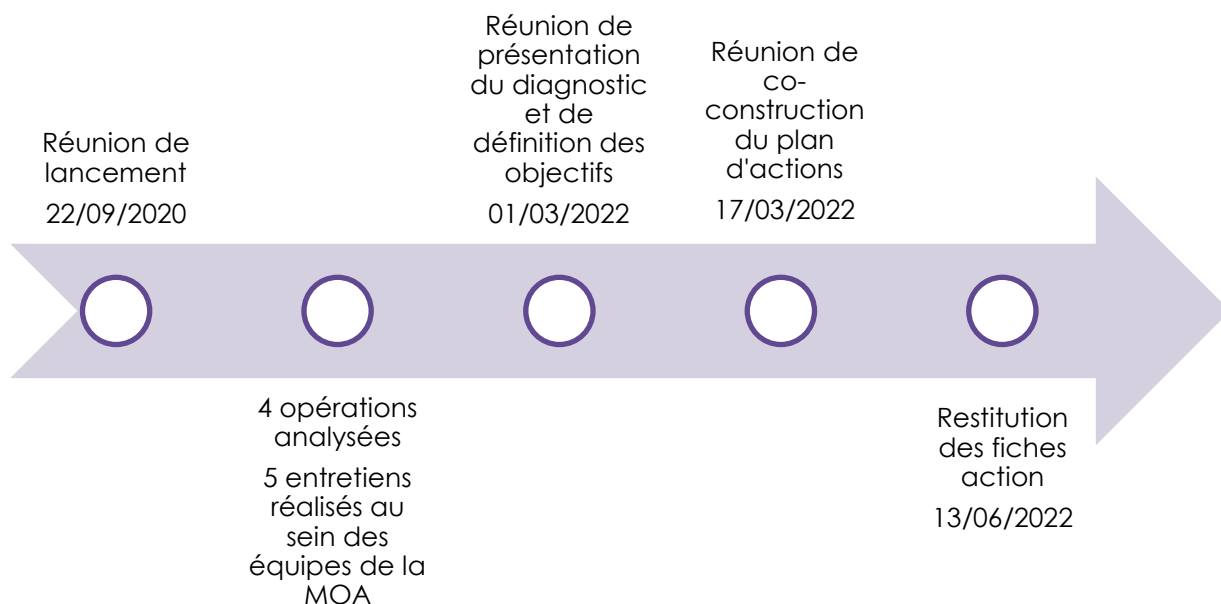 Réunion de
lancement
22/09/2020
4 opérations
analysées
5 entretiens
réalisés au
sein des
équipes de la
MOA
Réunion de
présentation
du diagnostic
et de
définition des
objectifs
01/03/2022
Réunion de
co-
construction
du plan
d'actions
17/03/2022
Restitution
des fiches
action
13/06/2022